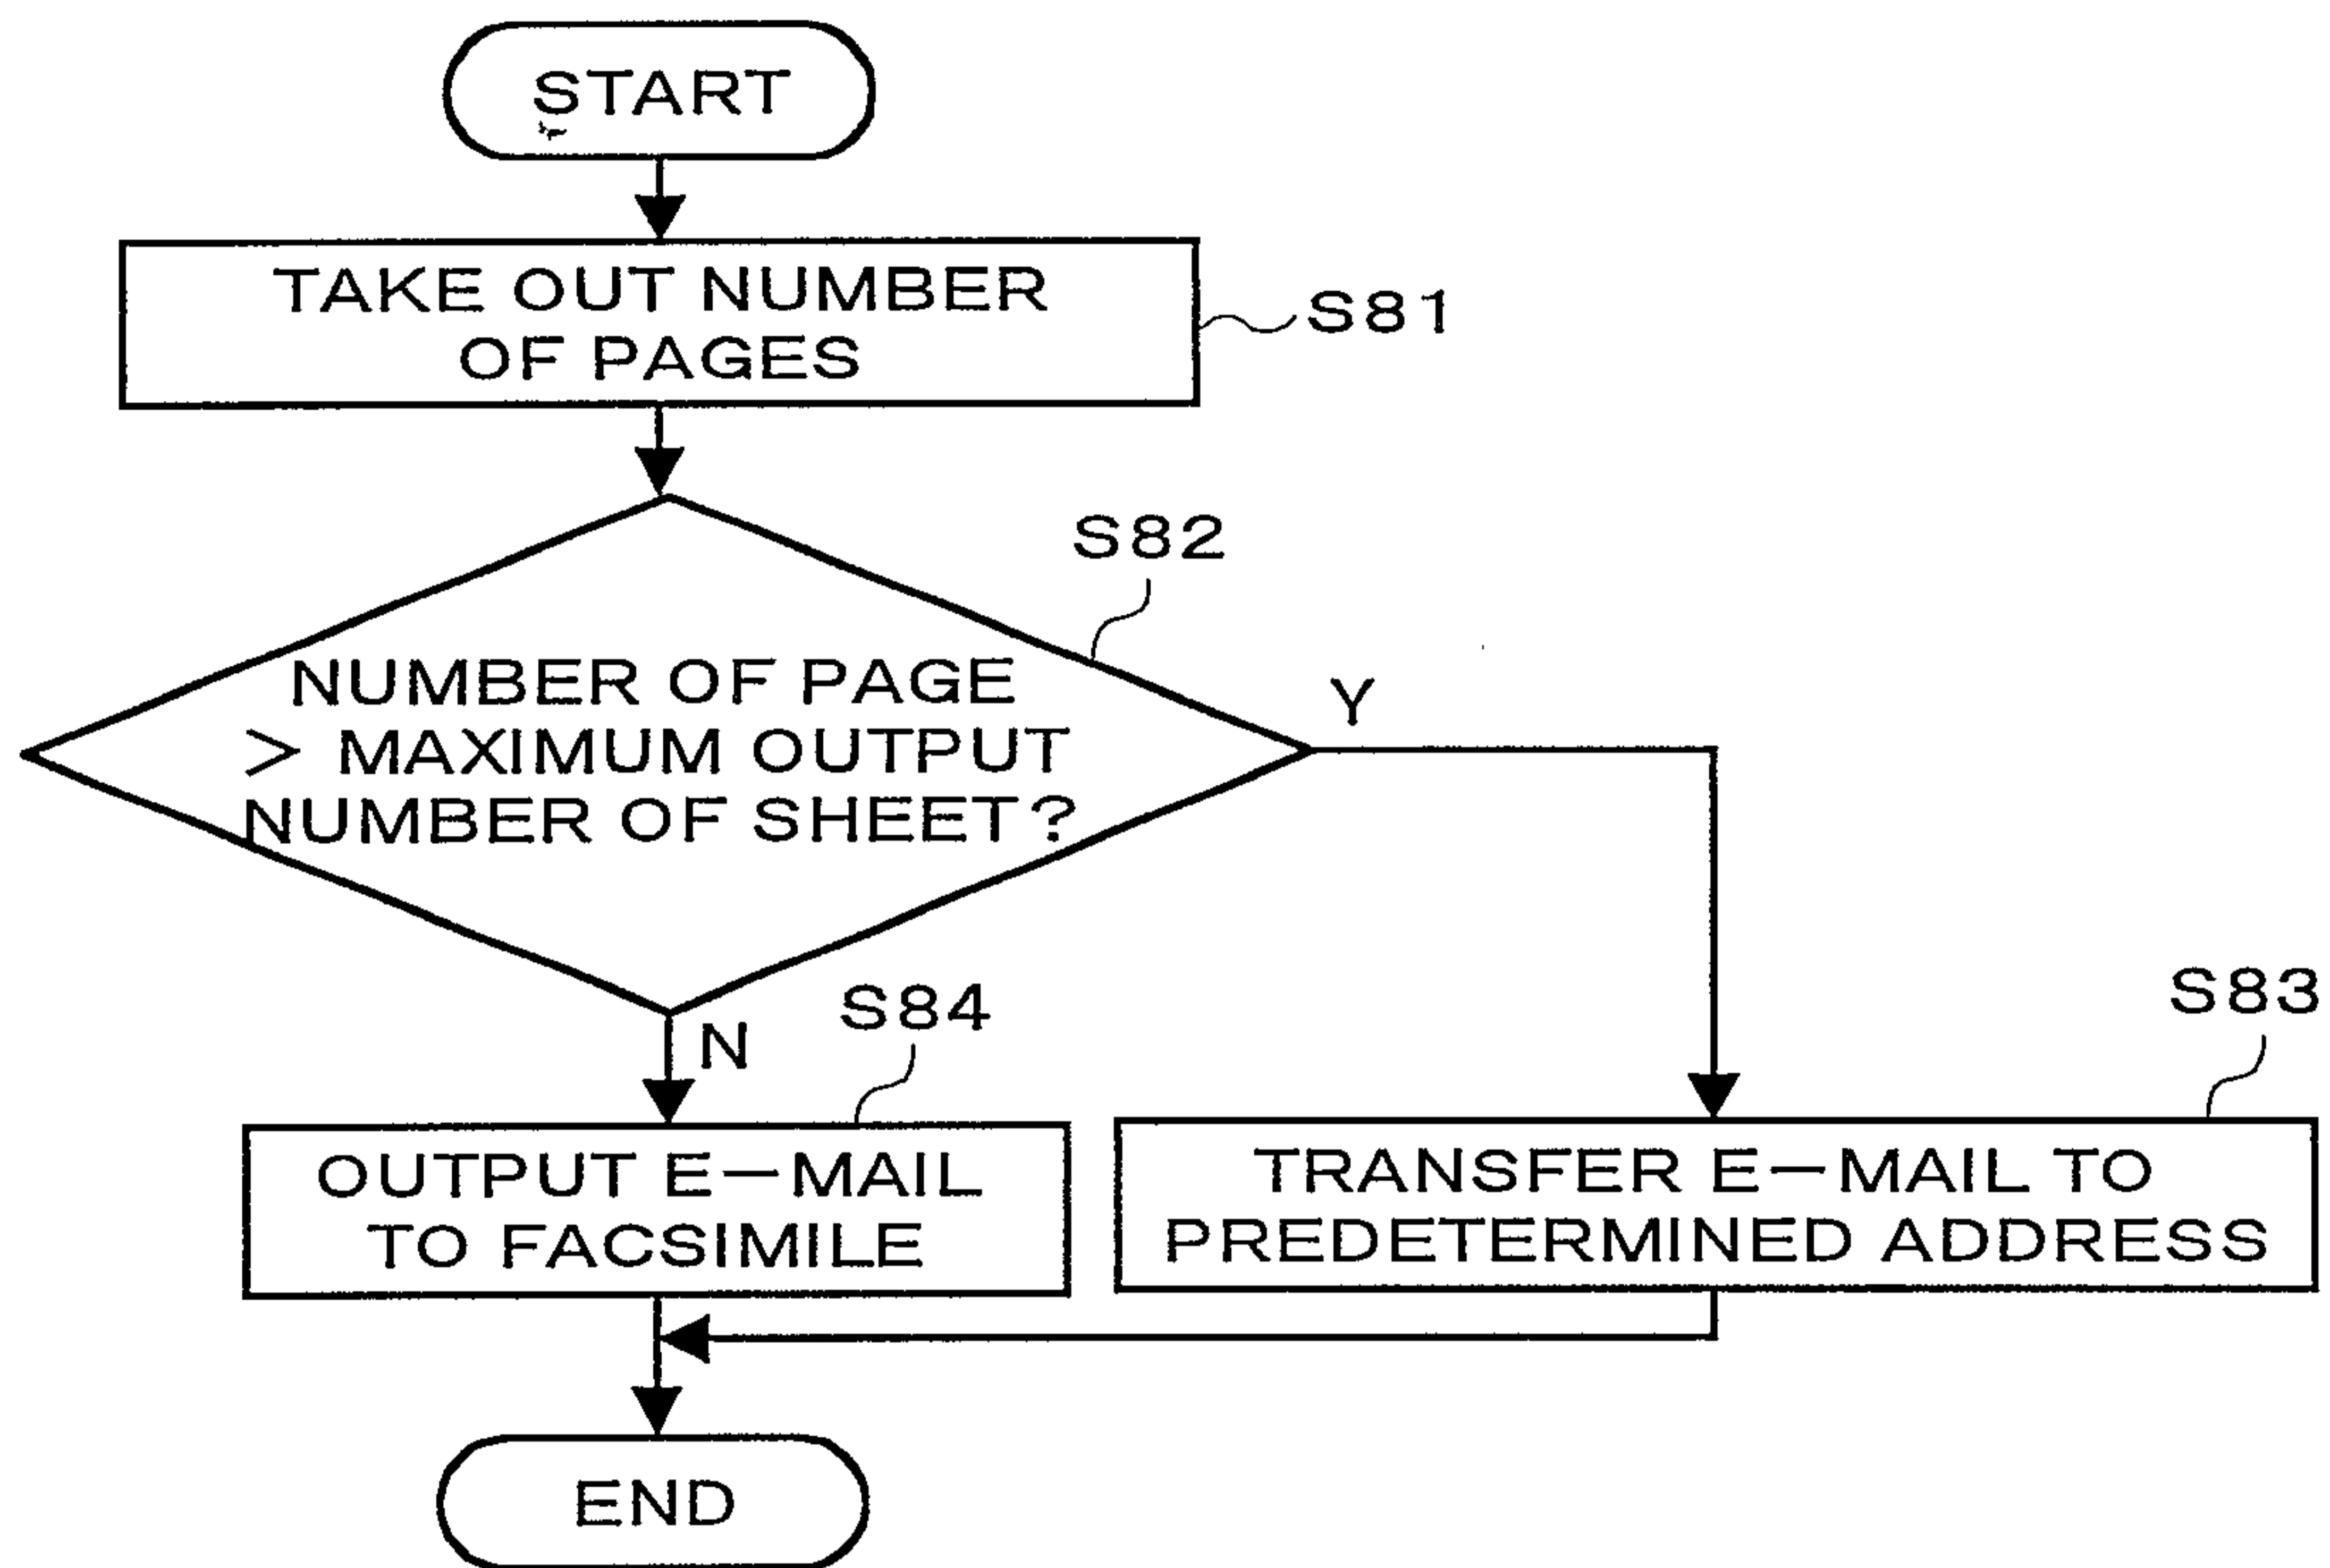 START
TAKE OUT NUMBER
OF PAGES
S81
S82
NUMBER OF PAGE
> MAXIMUM OUTPUT
NUMBER OF SHEET?
Y
N
S84
S83
OUTPUT E-MAIL
TO FACSIMILE
TRANSFER E-MAIL TO
PREDETERMINED ADDRESS
END